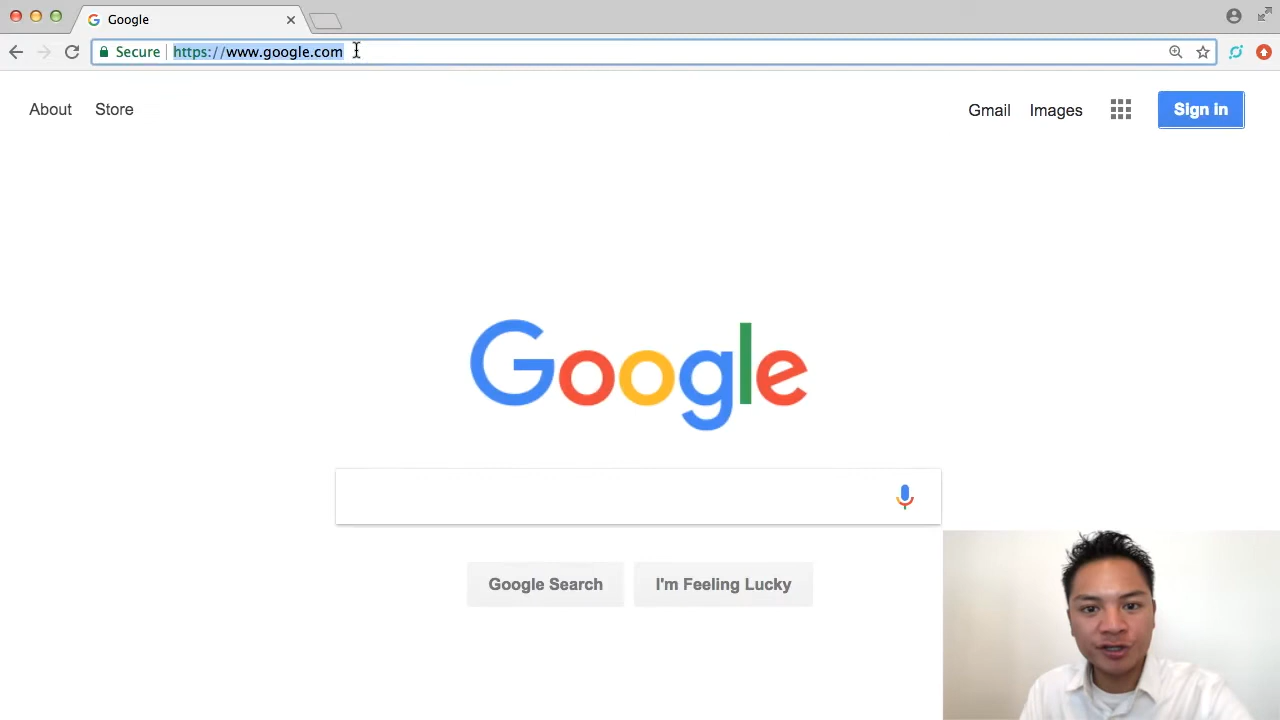 Google
Secure https://www.google.com
About Store Gmail Images Sign in
Google
Google Search I'm Feeling Lucky